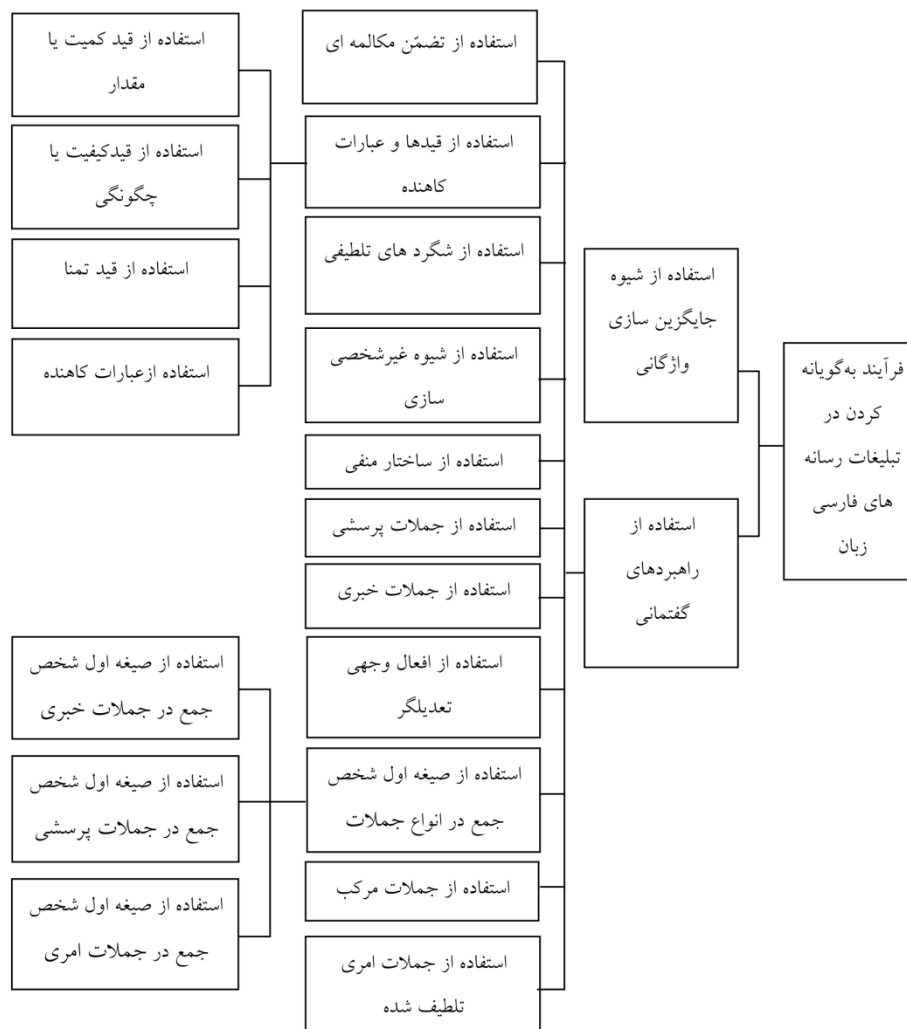 فرآیند به‌گویانه
کردن در
تبلیغات رسانه
های فارسی
زبان
استفاده از شیوه
جایگزین سازی
واژگانی
استفاده از
راهبردهای
گفتمانی
استفاده از تضمّن مکالمه ای
استفاده از قیدها و عبارات
کاهنده
استفاده از شگرد های تلطیفی
استفاده از شیوه غیرشخصی
سازی
استفاده از ساختار منفی
استفاده از جملات پرسشی
استفاده از جملات خبری
استفاده از افعال وجهی
تعدیلگر
استفاده از صیغه اول شخص
جمع در انواع جملات
استفاده از جملات مرکب
استفاده از جملات امری
تلطیف شده
استفاده از قید کمیت یا
مقدار
استفاده از قیدکیفیت یا
چگونگی
استفاده از قید تمنا
استفاده ازعبارات کاهنده
استفاده از صیغه اول شخص
جمع در جملات خبری
استفاده از صیغه اول شخص
جمع در جملات پرسشی
استفاده از صیغه اول شخص
جمع در جملات امری